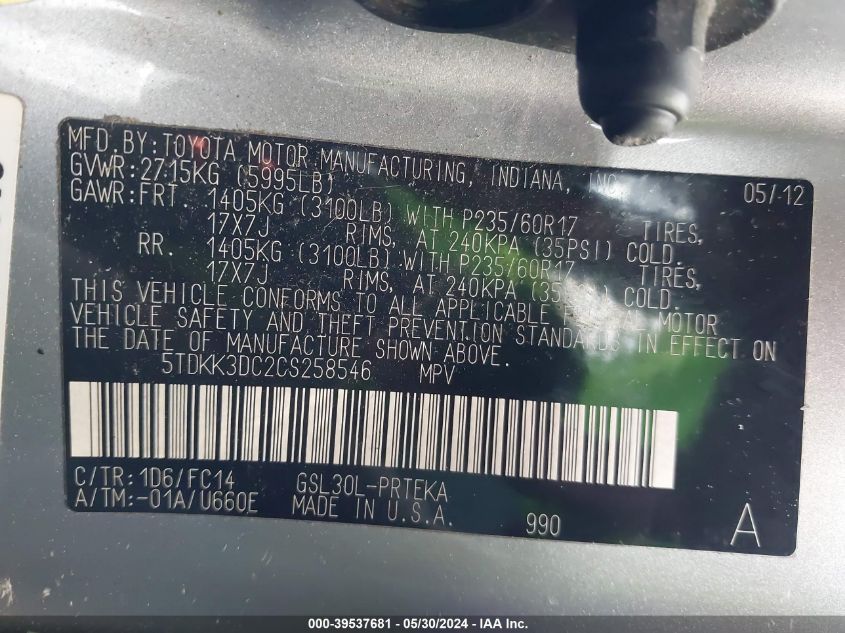 MFD. BY: TOYOTA MOTOR MANUFACTURING, INDIANA, INC. 05/12
GVWR: 2715KG (5995LB)
GAWR: FRT. 1405KG (3100LB) WITH P235/60R17 TIRES,
17X7J RIMS, AT 240KPA (35PSI) COLD.
RR. 1405KG (3100LB) WITH P235/60R17 TIRES,
17X7J RIMS, AT 240KPA COLD.
THIS VEHICLE CONFORMS TO ALL APPLICABLE MOTOR
VEHICLE SAFETY AND THEFT PREVENTION STANDARDS IN EFFECT ON
THE DATE OF MANUFACTURE SHOWN ABOVE.
5TDKK3DC2CS258546 MPV
C/TR: 1D6/FC14 GSL30L-PRTEKA
A/TM:-01A/U660E MADE IN U.S.A. 990 A
000-39537681 - 05/30/2024 - IAA Inc.